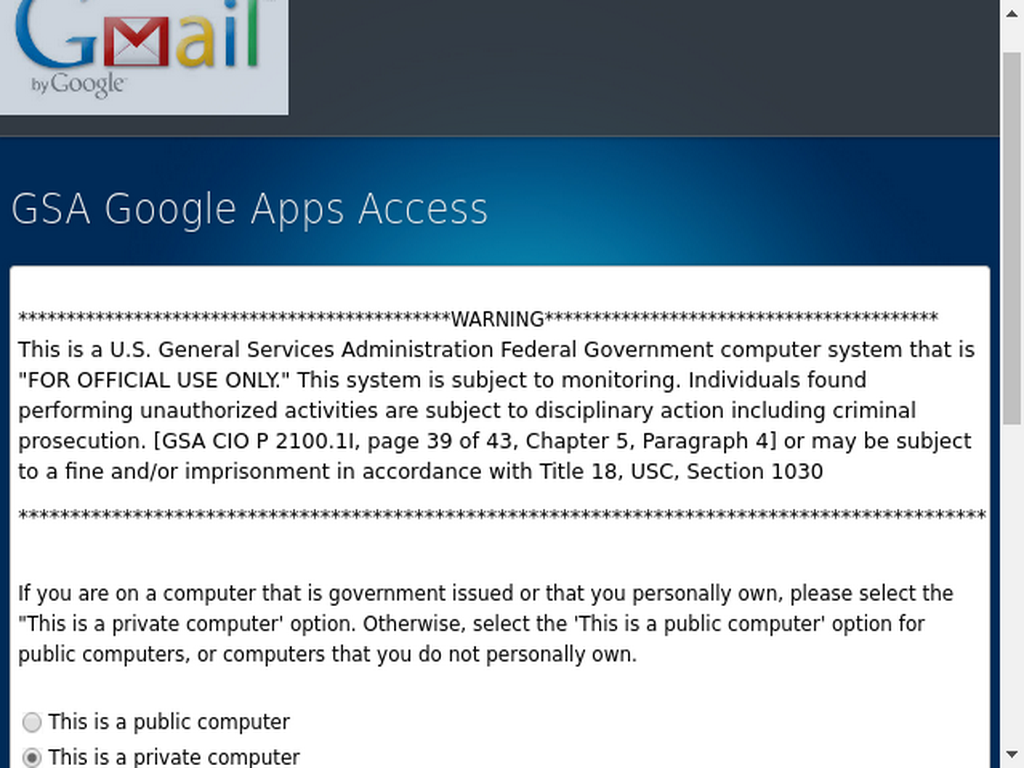 Gmail
by Google
GSA Google Apps Access
*********************************************WARNING*****************************************
This is a U.S. General Services Administration Federal Government computer system that is
"FOR OFFICIAL USE ONLY." This system is subject to monitoring. Individuals found
performing unauthorized activities are subject to disciplinary action including criminal
prosecution. [GSA CIO P 2100.1I, page 39 of 43, Chapter 5, Paragraph 4] or may be subject
to a fine and/or imprisonment in accordance with Title 18, USC, Section 1030
*****************************************************************************************************
If you are on a computer that is government issued or that you personally own, please select the
"This is a private computer' option. Otherwise, select the 'This is a public computer' option for
public computers, or computers that you do not personally own.
This is a public computer
This is a private computer